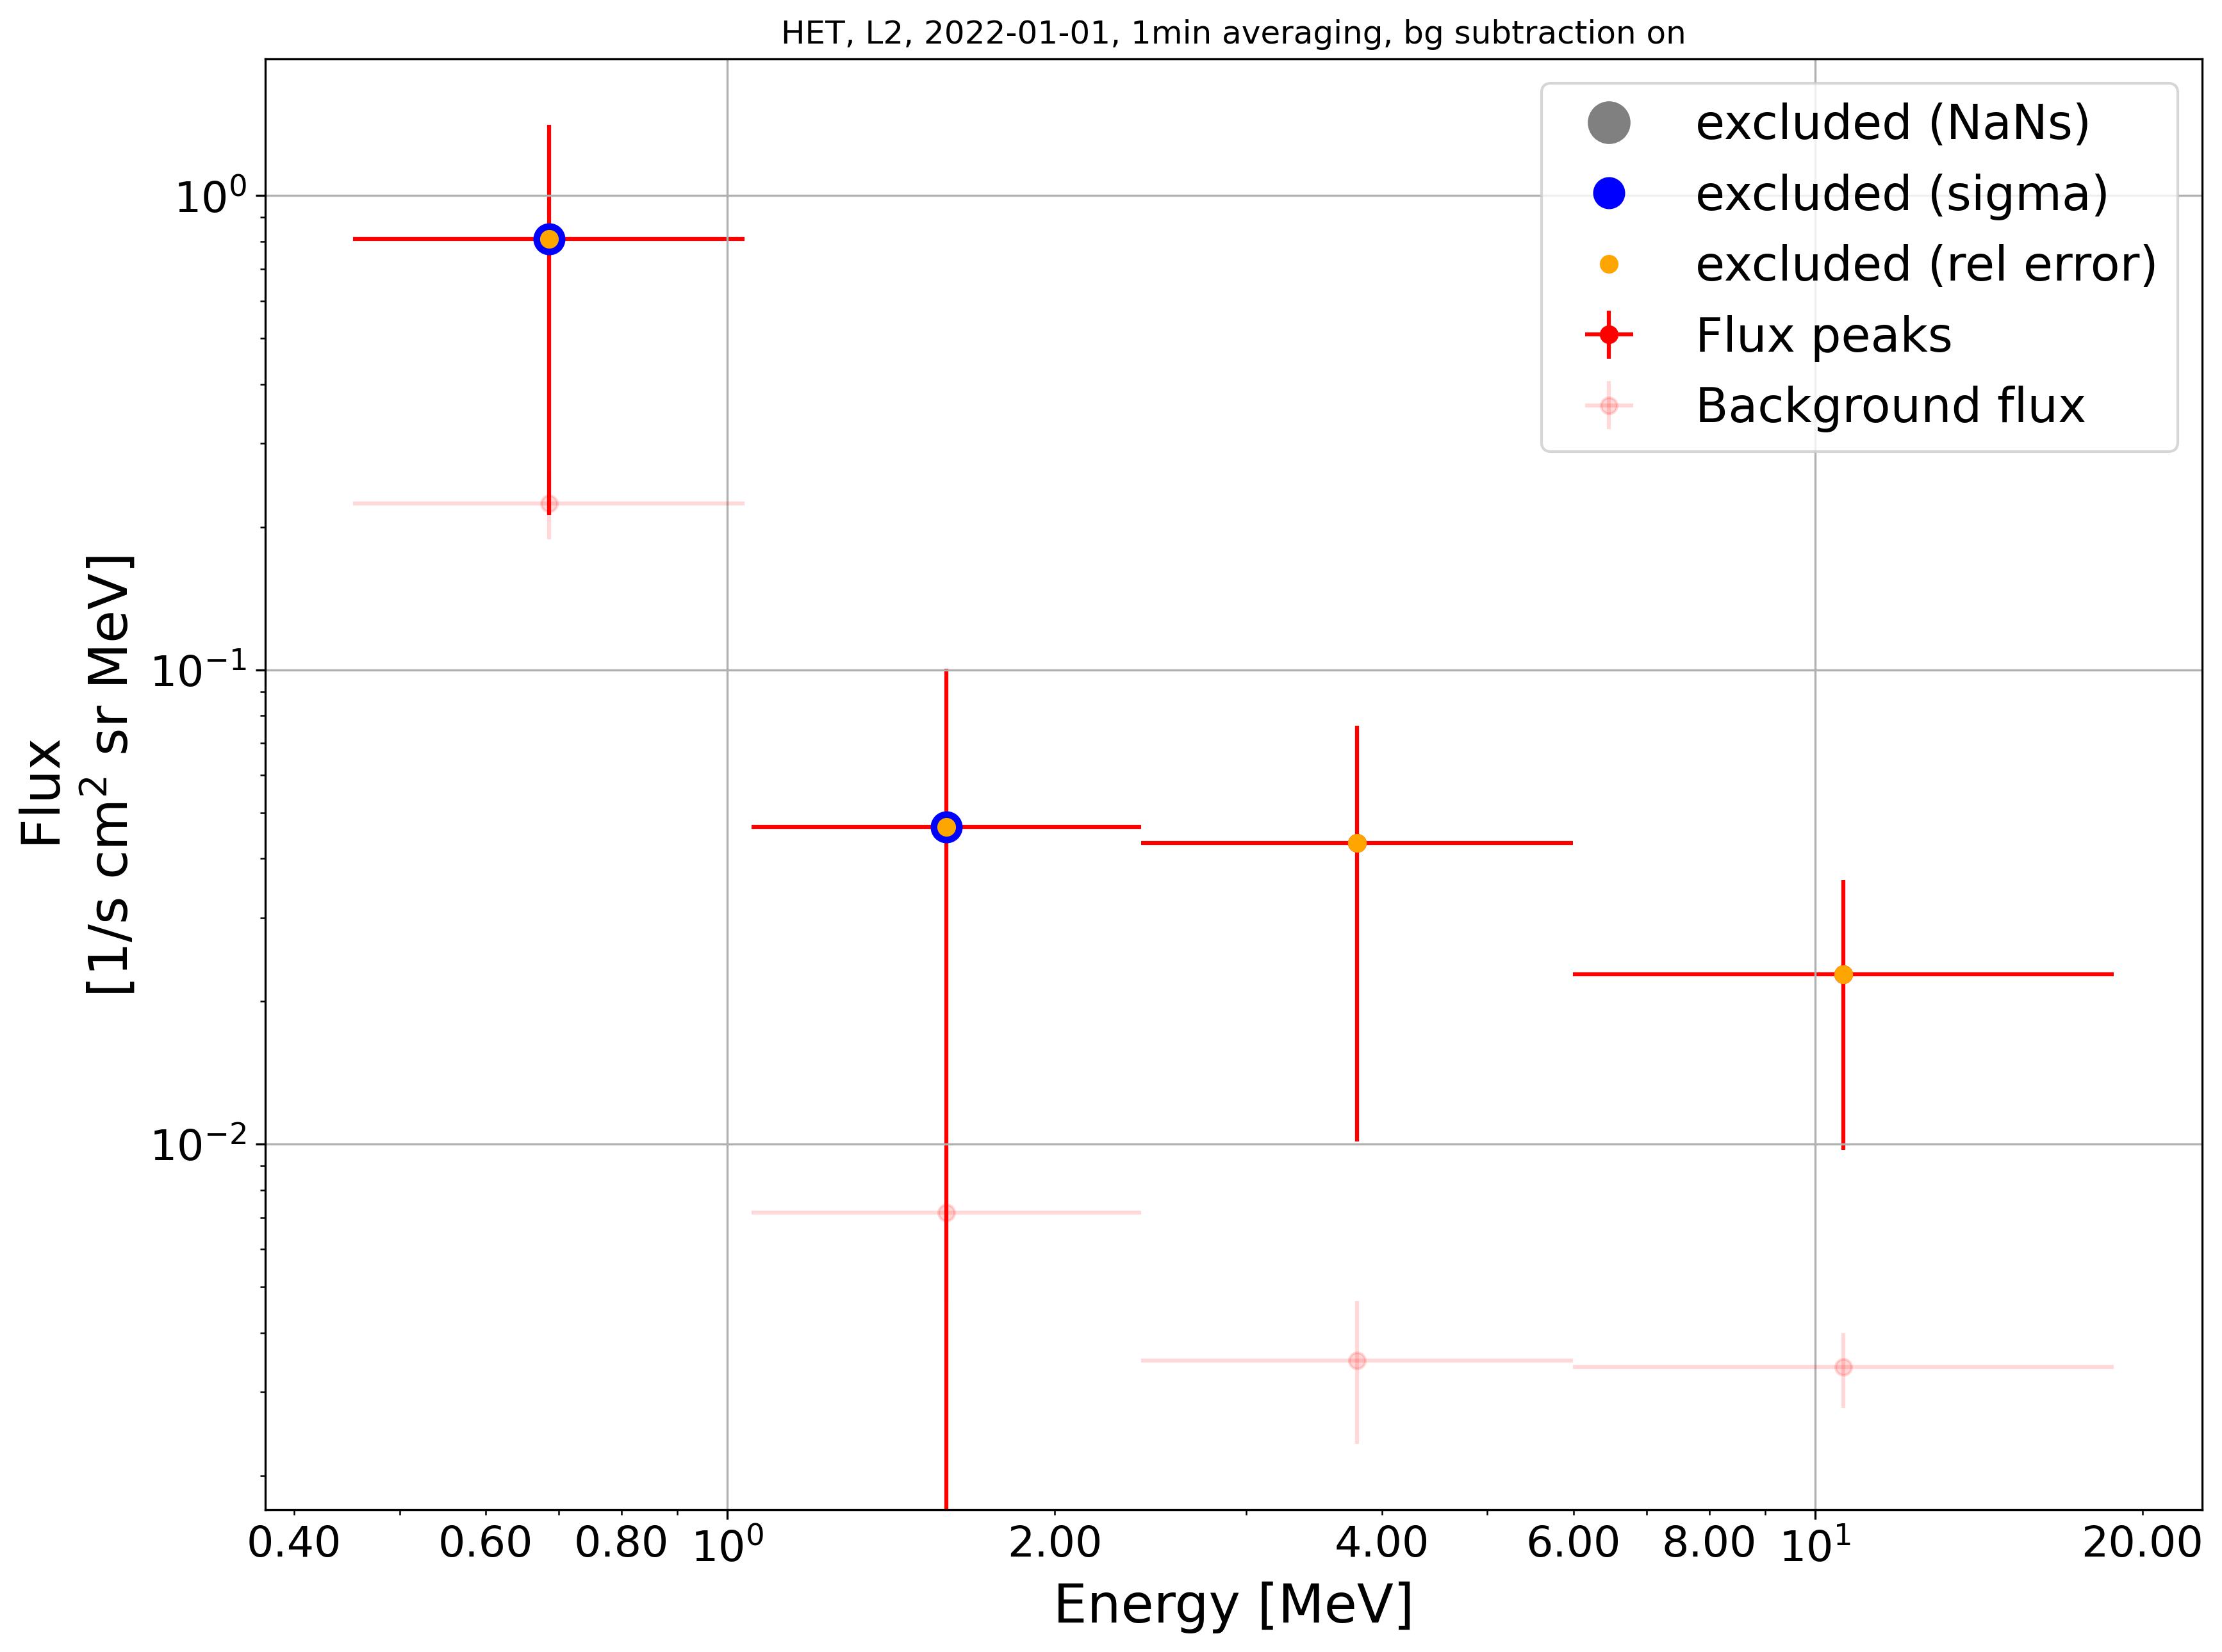 HET, L2, 2022-01-01, 1min averaging, bg subtraction on
excluded (NaNs)
excluded (sigma)
excluded (rel error)
Flux peaks
Background flux
Flux
[1/s cm² sr MeV]
10⁰
10⁻¹
10⁻²
0.40 0.60 0.80 10⁰ 2.00 4.00 6.00 8.00 10¹ 20.00
Energy [MeV]